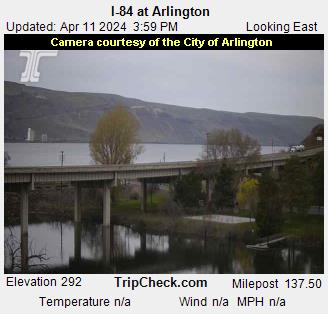 I-84 at Arlington
Updated: Apr 11 2024 3:59 PM Looking East
Camera courtesy of the City of Arlington
Elevation 292 TripCheck.com Milepost 137.50
Temperature n/a Wind n/a MPH n/a